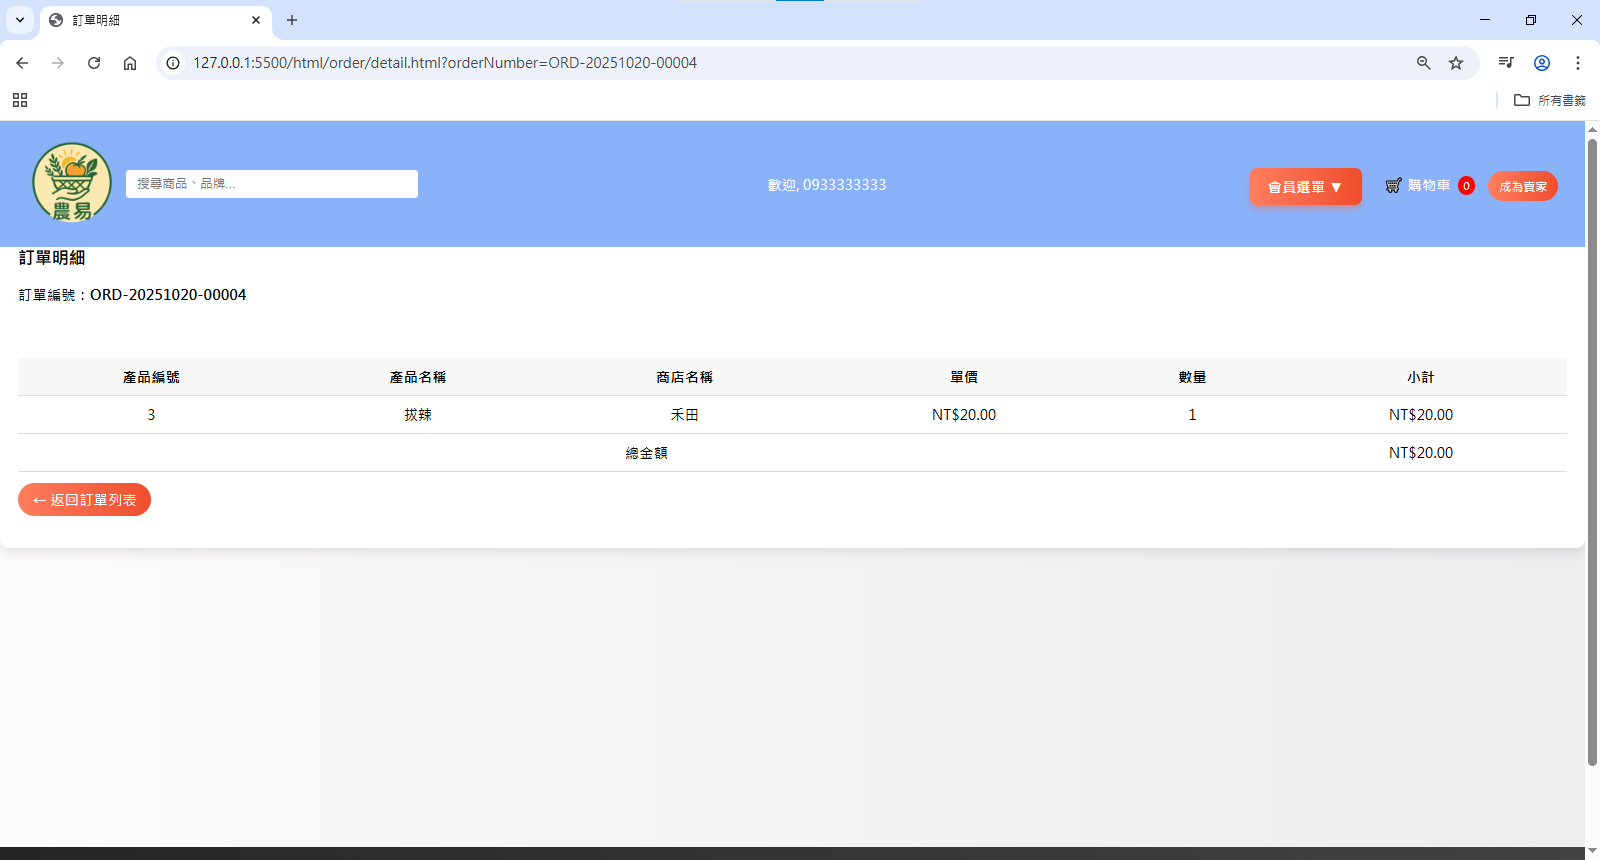 訂單明細
127.0.0.1:5500/html/order/detail.html?orderNumber=ORD-20251020-00004
所有書籤
農易
搜尋商品、品牌...
歡迎, 0933333333
會員選單 ▼
購物車 0
成為賣家
訂單明細
訂單編號：ORD-20251020-00004
產品編號 產品名稱 商店名稱 單價 數量 小計
3 拔辣 禾田 NT$20.00 1 NT$20.00
總金額 NT$20.00
← 返回訂單列表